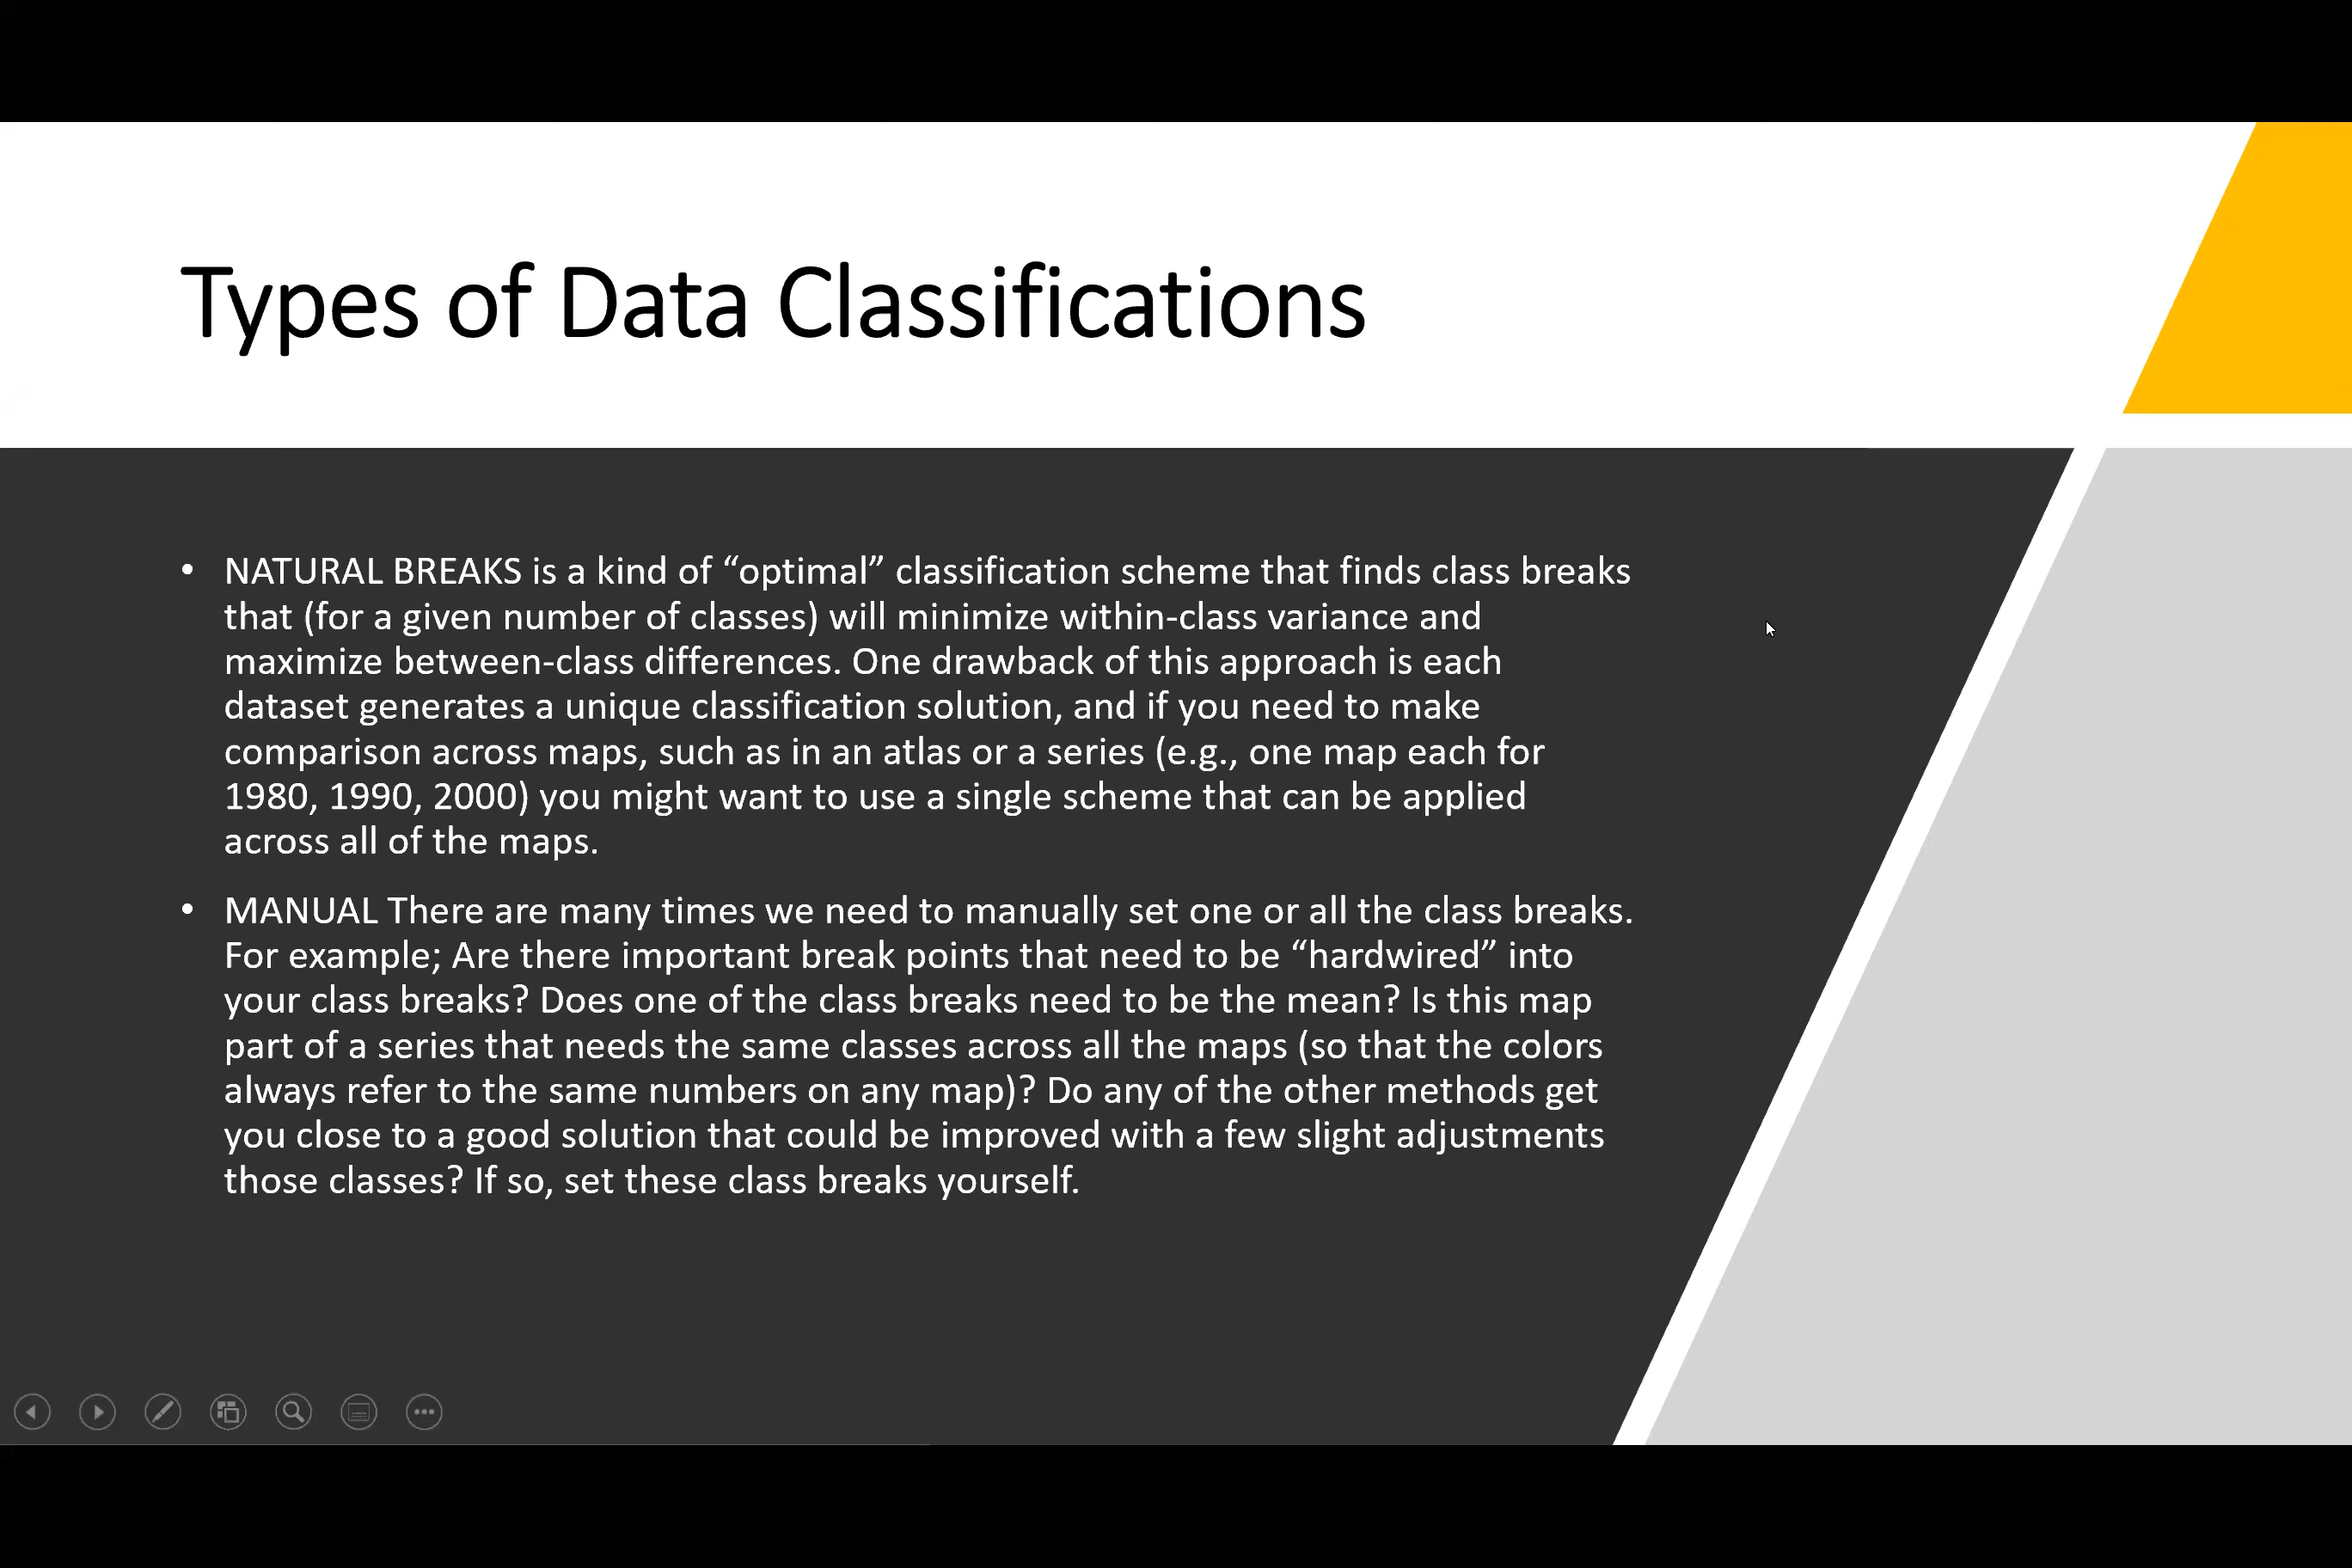 Types of Data Classifications
• NATURAL BREAKS is a kind of “optimal” classification scheme that finds class breaks
that (for a given number of classes) will minimize within-class variance and
maximize between-class differences. One drawback of this approach is each
dataset generates a unique classification solution, and if you need to make
comparison across maps, such as in an atlas or a series (e.g., one map each for
1980, 1990, 2000) you might want to use a single scheme that can be applied
across all of the maps.
• MANUAL There are many times we need to manually set one or all the class breaks.
For example; Are there important break points that need to be “hardwired” into
your class breaks? Does one of the class breaks need to be the mean? Is this map
part of a series that needs the same classes across all the maps (so that the colors
always refer to the same numbers on any map)? Do any of the other methods get
you close to a good solution that could be improved with a few slight adjustments
those classes? If so, set these class breaks yourself.